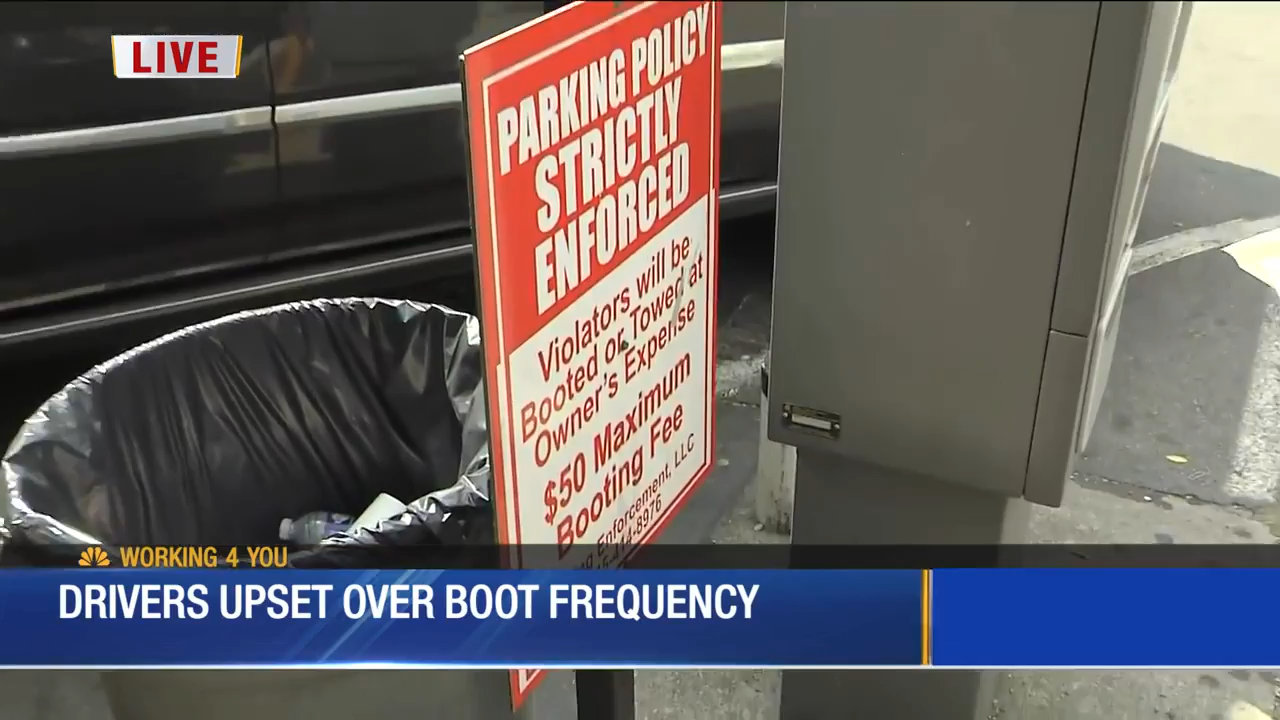 LIVE
PARKING POLICY
STRICTLY
ENFORCED
Violators will be
Booted or Towed at
Owner's Expense
$50 Maximum
Booting Fee
Enforcement, LLC
WORKING 4 YOU
DRIVERS UPSET OVER BOOT FREQUENCY